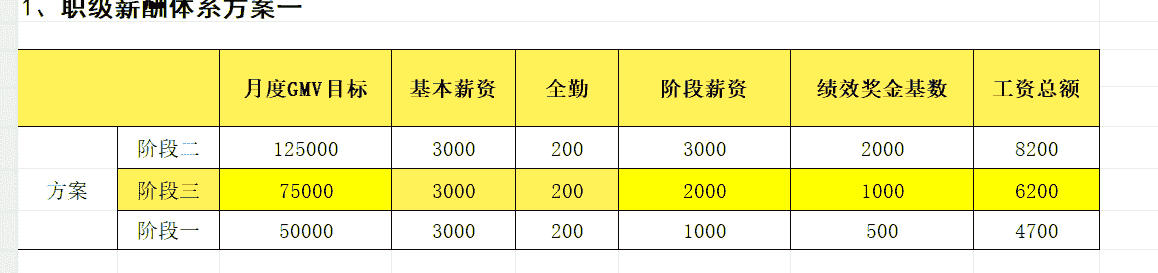 1、职级薪酬体系方案一
月度GMV目标 基本薪资 全勤 阶段薪资 绩效奖金基数 工资总额
阶段二 125000 3000 200 3000 2000 8200
方案 阶段三 75000 3000 200 2000 1000 6200
阶段一 50000 3000 200 1000 500 4700